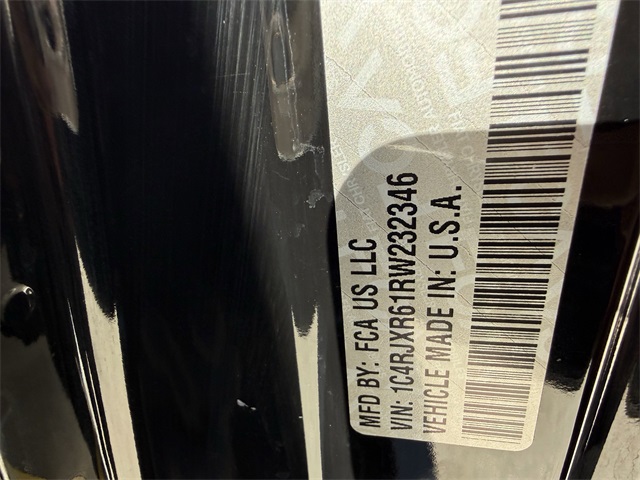 MFD BY: FCA US LLC
VIN: 1C4RJXR61RW232346
VEHICLE MADE IN: U.S.A.